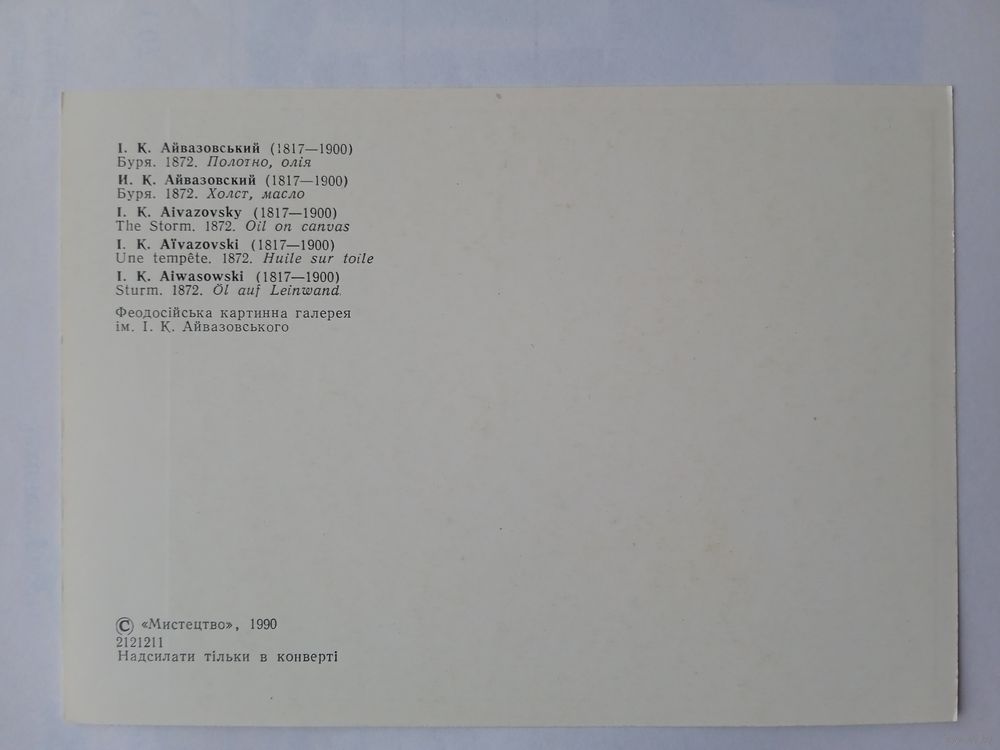 І. К. Айвазовський (1817—1900)
Буря. 1872. Полотно, олія
И. К. Айвазовский (1817—1900)
Буря. 1872. Холст, масло
I. K. Aivazovsky (1817—1900)
The Storm. 1872. Oil on canvas
I. K. Aïvazovski (1817—1900)
Une tempête. 1872. Huile sur toile
I. K. Aiwasowski (1817—1900)
Sturm. 1872. Öl auf Leinwand.
Феодосійська картинна галерея
ім. І. К. Айвазовського
© «Мистецтво», 1990
2121211
Надсилати тільки в конверті